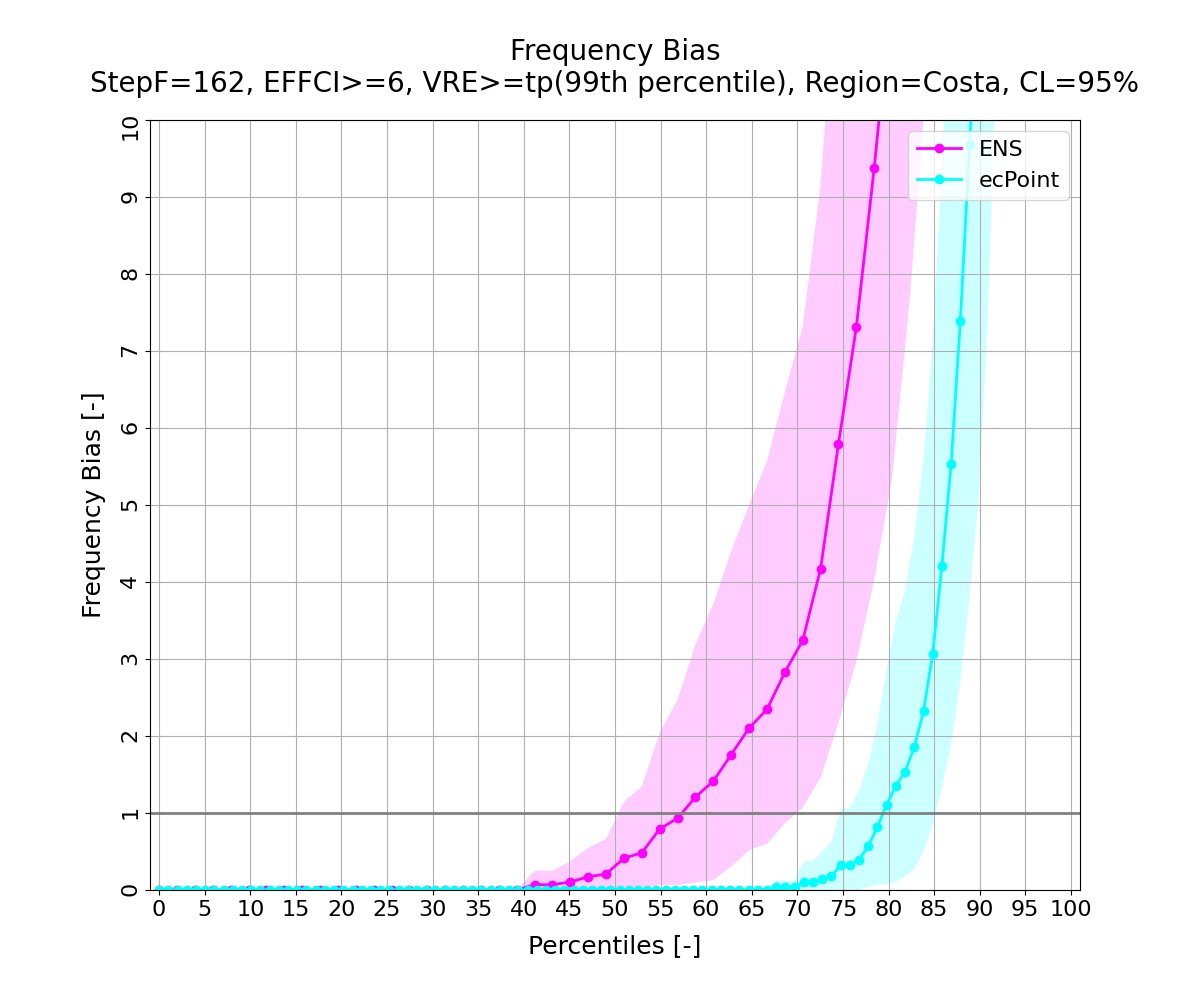 Frequency Bias
StepF=162, EFFCI>=6, VRE>=tp(99th percentile), Region=Costa, CL=95%
ENS
ecPoint
Frequency Bias [-]
10
9
8
7
6
5
4
3
2
1
0
0 5 10 15 20 25 30 35 40 45 50 55 60 65 70 75 80 85 90 95 100
Percentiles [-]